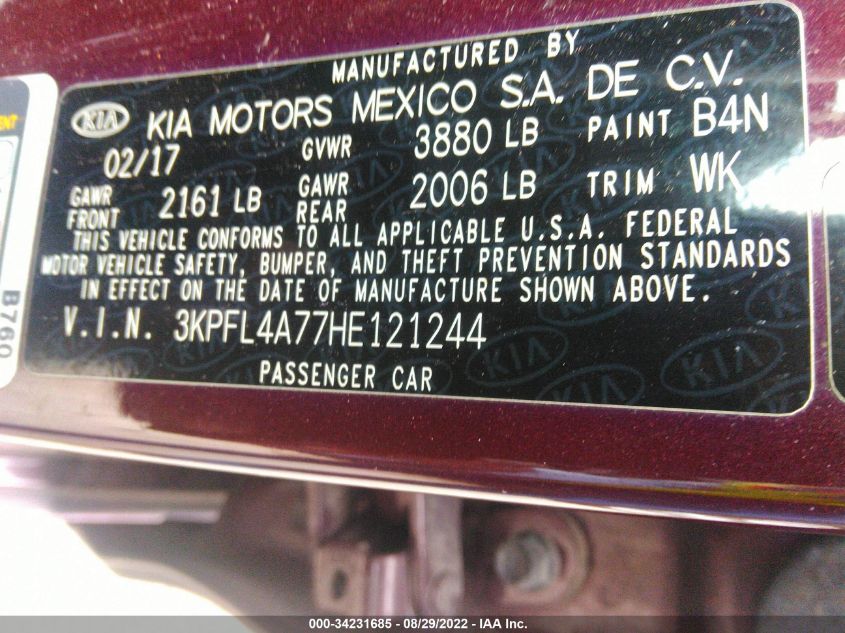 MANUFACTURED BY
KIA KIA MOTORS MEXICO S.A. DE C.V.
02/17 GVWR 3880 LB PAINT B4N
GAWR FRONT 2161 LB GAWR REAR 2006 LB TRIM WK
THIS VEHICLE CONFORMS TO ALL APPLICABLE U.S.A. FEDERAL
MOTOR VEHICLE SAFETY, BUMPER, AND THEFT PREVENTION STANDARDS
IN EFFECT ON THE DATE OF MANUFACTURE SHOWN ABOVE.
V.I.N. 3KPFL4A77HE121244
PASSENGER CAR
B760
000-34231685 - 08/29/2022 - IAA Inc.